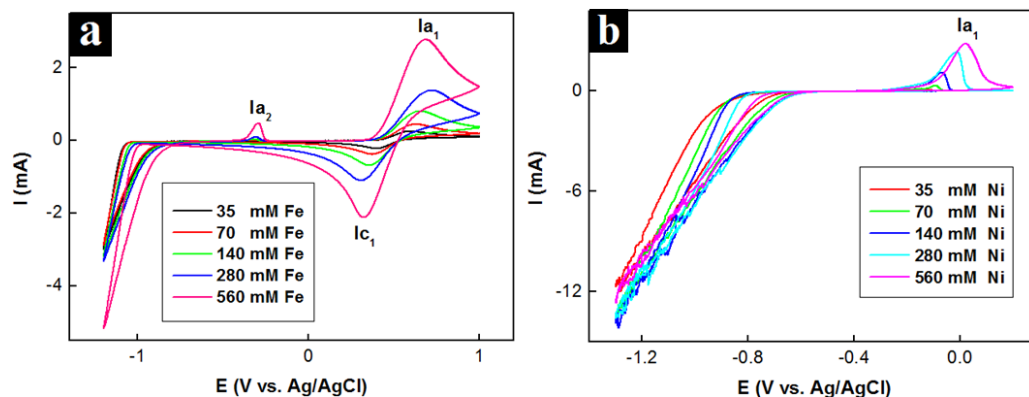 a
Ia1
Ia2
Ic1
2
0
-2
-4
I (mA)
35 mM Fe
70 mM Fe
140 mM Fe
280 mM Fe
560 mM Fe
-1 0 1
E (V vs. Ag/AgCl)
b
Ia1
0
-6
-12
I (mA)
35 mM Ni
70 mM Ni
140 mM Ni
280 mM Ni
560 mM Ni
-1.2 -0.8 -0.4 0.0
E (V vs. Ag/AgCl)